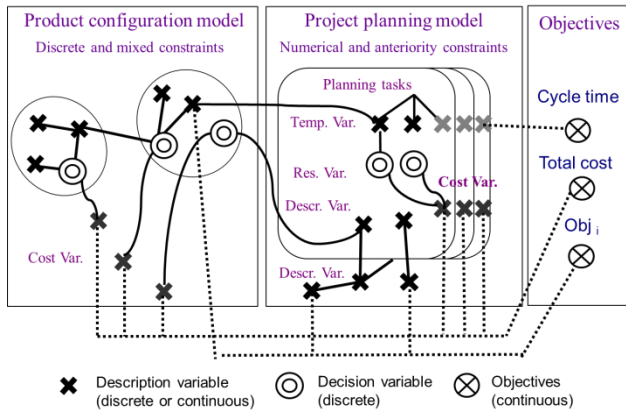 Product configuration model
Discrete and mixed constraints
Project planning model
Numerical and anteriority constraints
Objectives
Planning tasks
Temp. Var.
Res. Var.
Cost Var.
Descr. Var.
Cost Var.
Descr. Var.
Cycle time
Total cost
Obj i
Description variable
(discrete or continuous)
Decision variable
(discrete)
Objectives
(continuous)